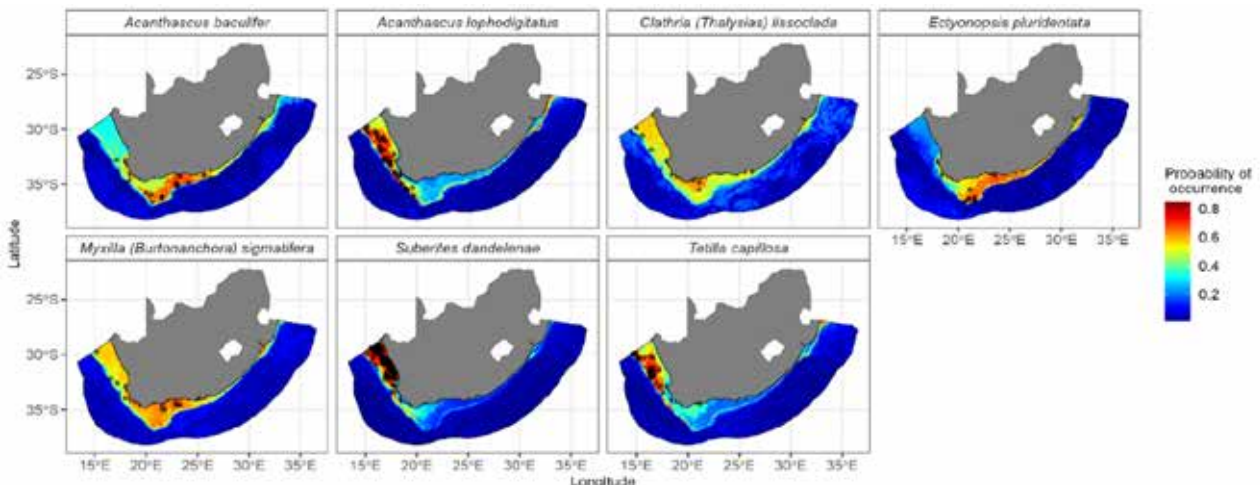 Acanthascus baculifer
Acanthascus lophodigitatus
Clathria (Thalysias) lissoclada
Ectyonopsis pluridentata
25°S
30°S
35°S
15°E 20°E 25°E 30°E 35°E
Probability of
occurrence
0.8
0.6
0.4
0.2
Latitude
Myxilla (Burtonanchora) sigmatifera
Suberites dandelenae
Tetilla capillosa
25°S
30°S
35°S
15°E 20°E 25°E 30°E 35°E
15°E 20°E 25°E 30°E 35°E
15°E 20°E 25°E 30°E 35°E
Longitude